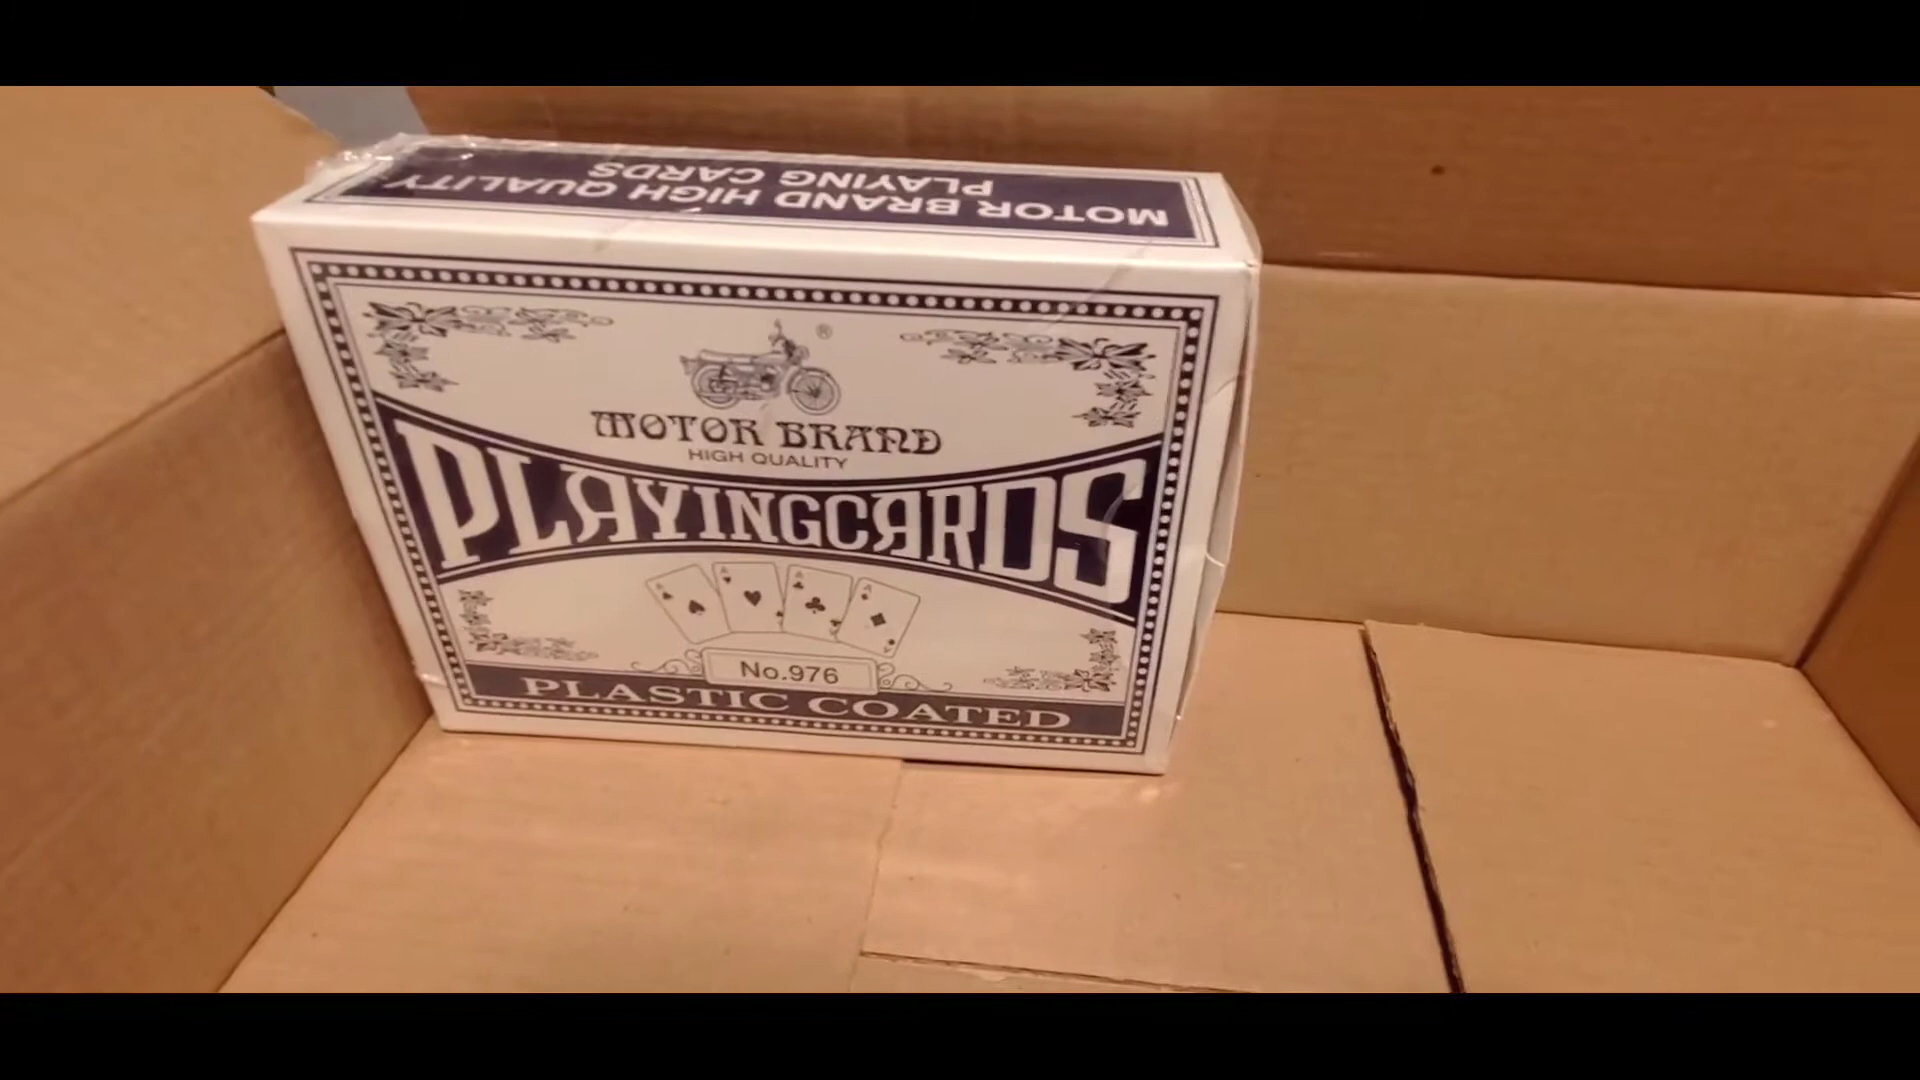 MOTOR BRAND HIGH QUALITY
PLAYING CARDS
®
MOTOR BRAND
HIGH QUALITY
PLAYINGCARDS
A A A A
No.976
PLASTIC COATED